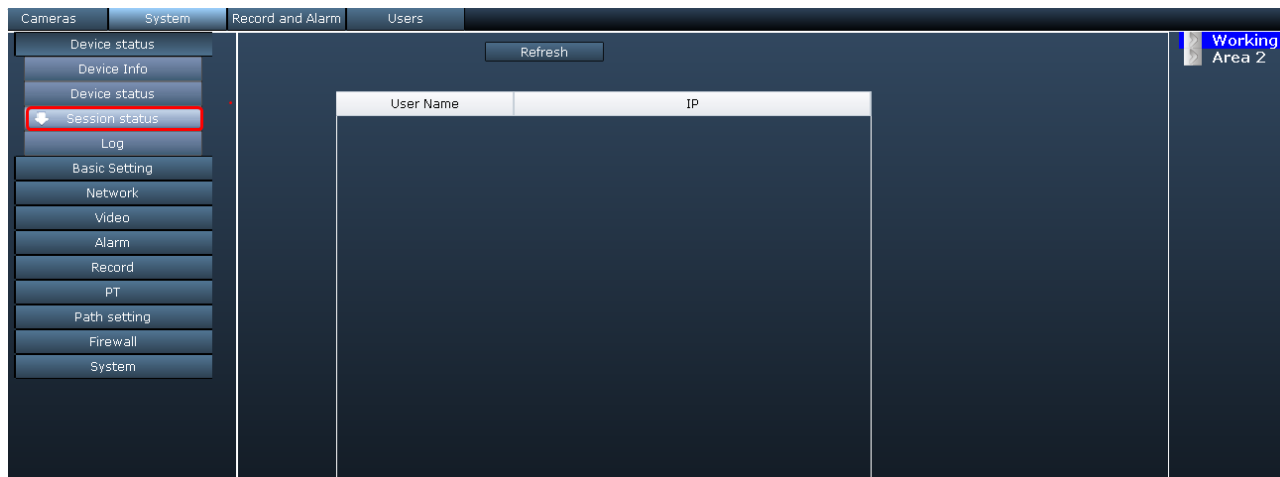 Cameras System Record and Alarm Users
Device status
Device Info
Device status
Session status
Log
Basic Setting
Network
Video
Alarm
Record
PT
Path setting
Firewall
System
Refresh
User Name IP
Working
Area 2